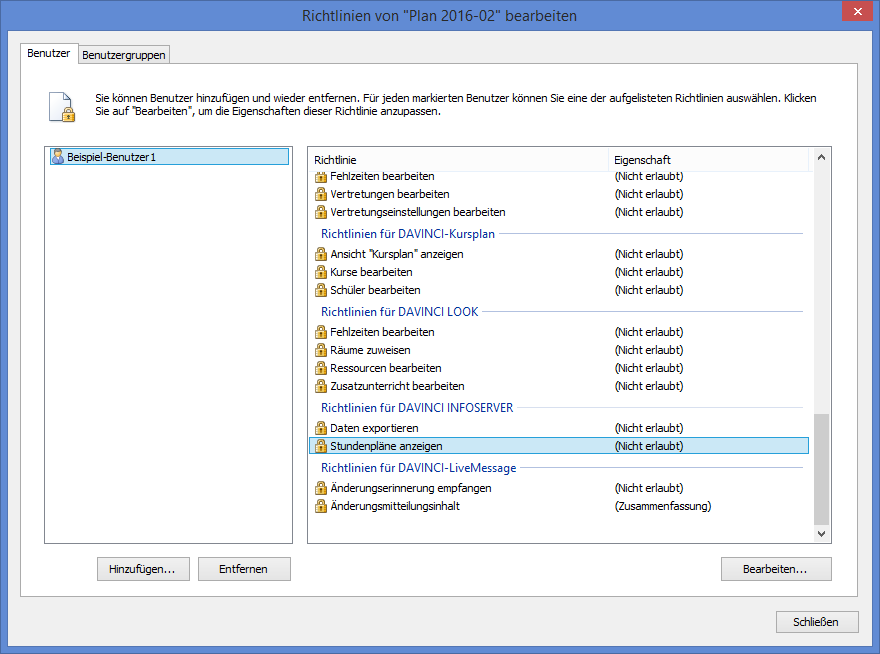 Richtlinien von "Plan 2016-02" bearbeiten
Benutzer
Benutzergruppen
Sie können Benutzer hinzufügen und wieder entfernen. Für jeden markierten Benutzer können Sie eine der aufgelisteten Richtlinien auswählen. Klicken
Sie auf "Bearbeiten", um die Eigenschaften dieser Richtlinie anzupassen.
Beispiel-Benutzer1
Richtlinie Eigenschaft
Fehlzeiten bearbeiten (Nicht erlaubt)
Vertretungen bearbeiten (Nicht erlaubt)
Vertretungseinstellungen bearbeiten (Nicht erlaubt)
Richtlinien für DAVINCI-Kursplan
Ansicht "Kursplan" anzeigen (Nicht erlaubt)
Kurse bearbeiten (Nicht erlaubt)
Schüler bearbeiten (Nicht erlaubt)
Richtlinien für DAVINCI LOOK
Fehlzeiten bearbeiten (Nicht erlaubt)
Räume zuweisen (Nicht erlaubt)
Ressourcen bearbeiten (Nicht erlaubt)
Zusatzunterricht bearbeiten (Nicht erlaubt)
Richtlinien für DAVINCI INFOSERVER
Daten exportieren (Nicht erlaubt)
Stundenpläne anzeigen (Nicht erlaubt)
Richtlinien für DAVINCI-LiveMessage
Änderungserinnerung empfangen (Nicht erlaubt)
Änderungsmitteilungsinhalt (Zusammenfassung)
Hinzufügen...
Entfernen
Bearbeiten...
Schließen